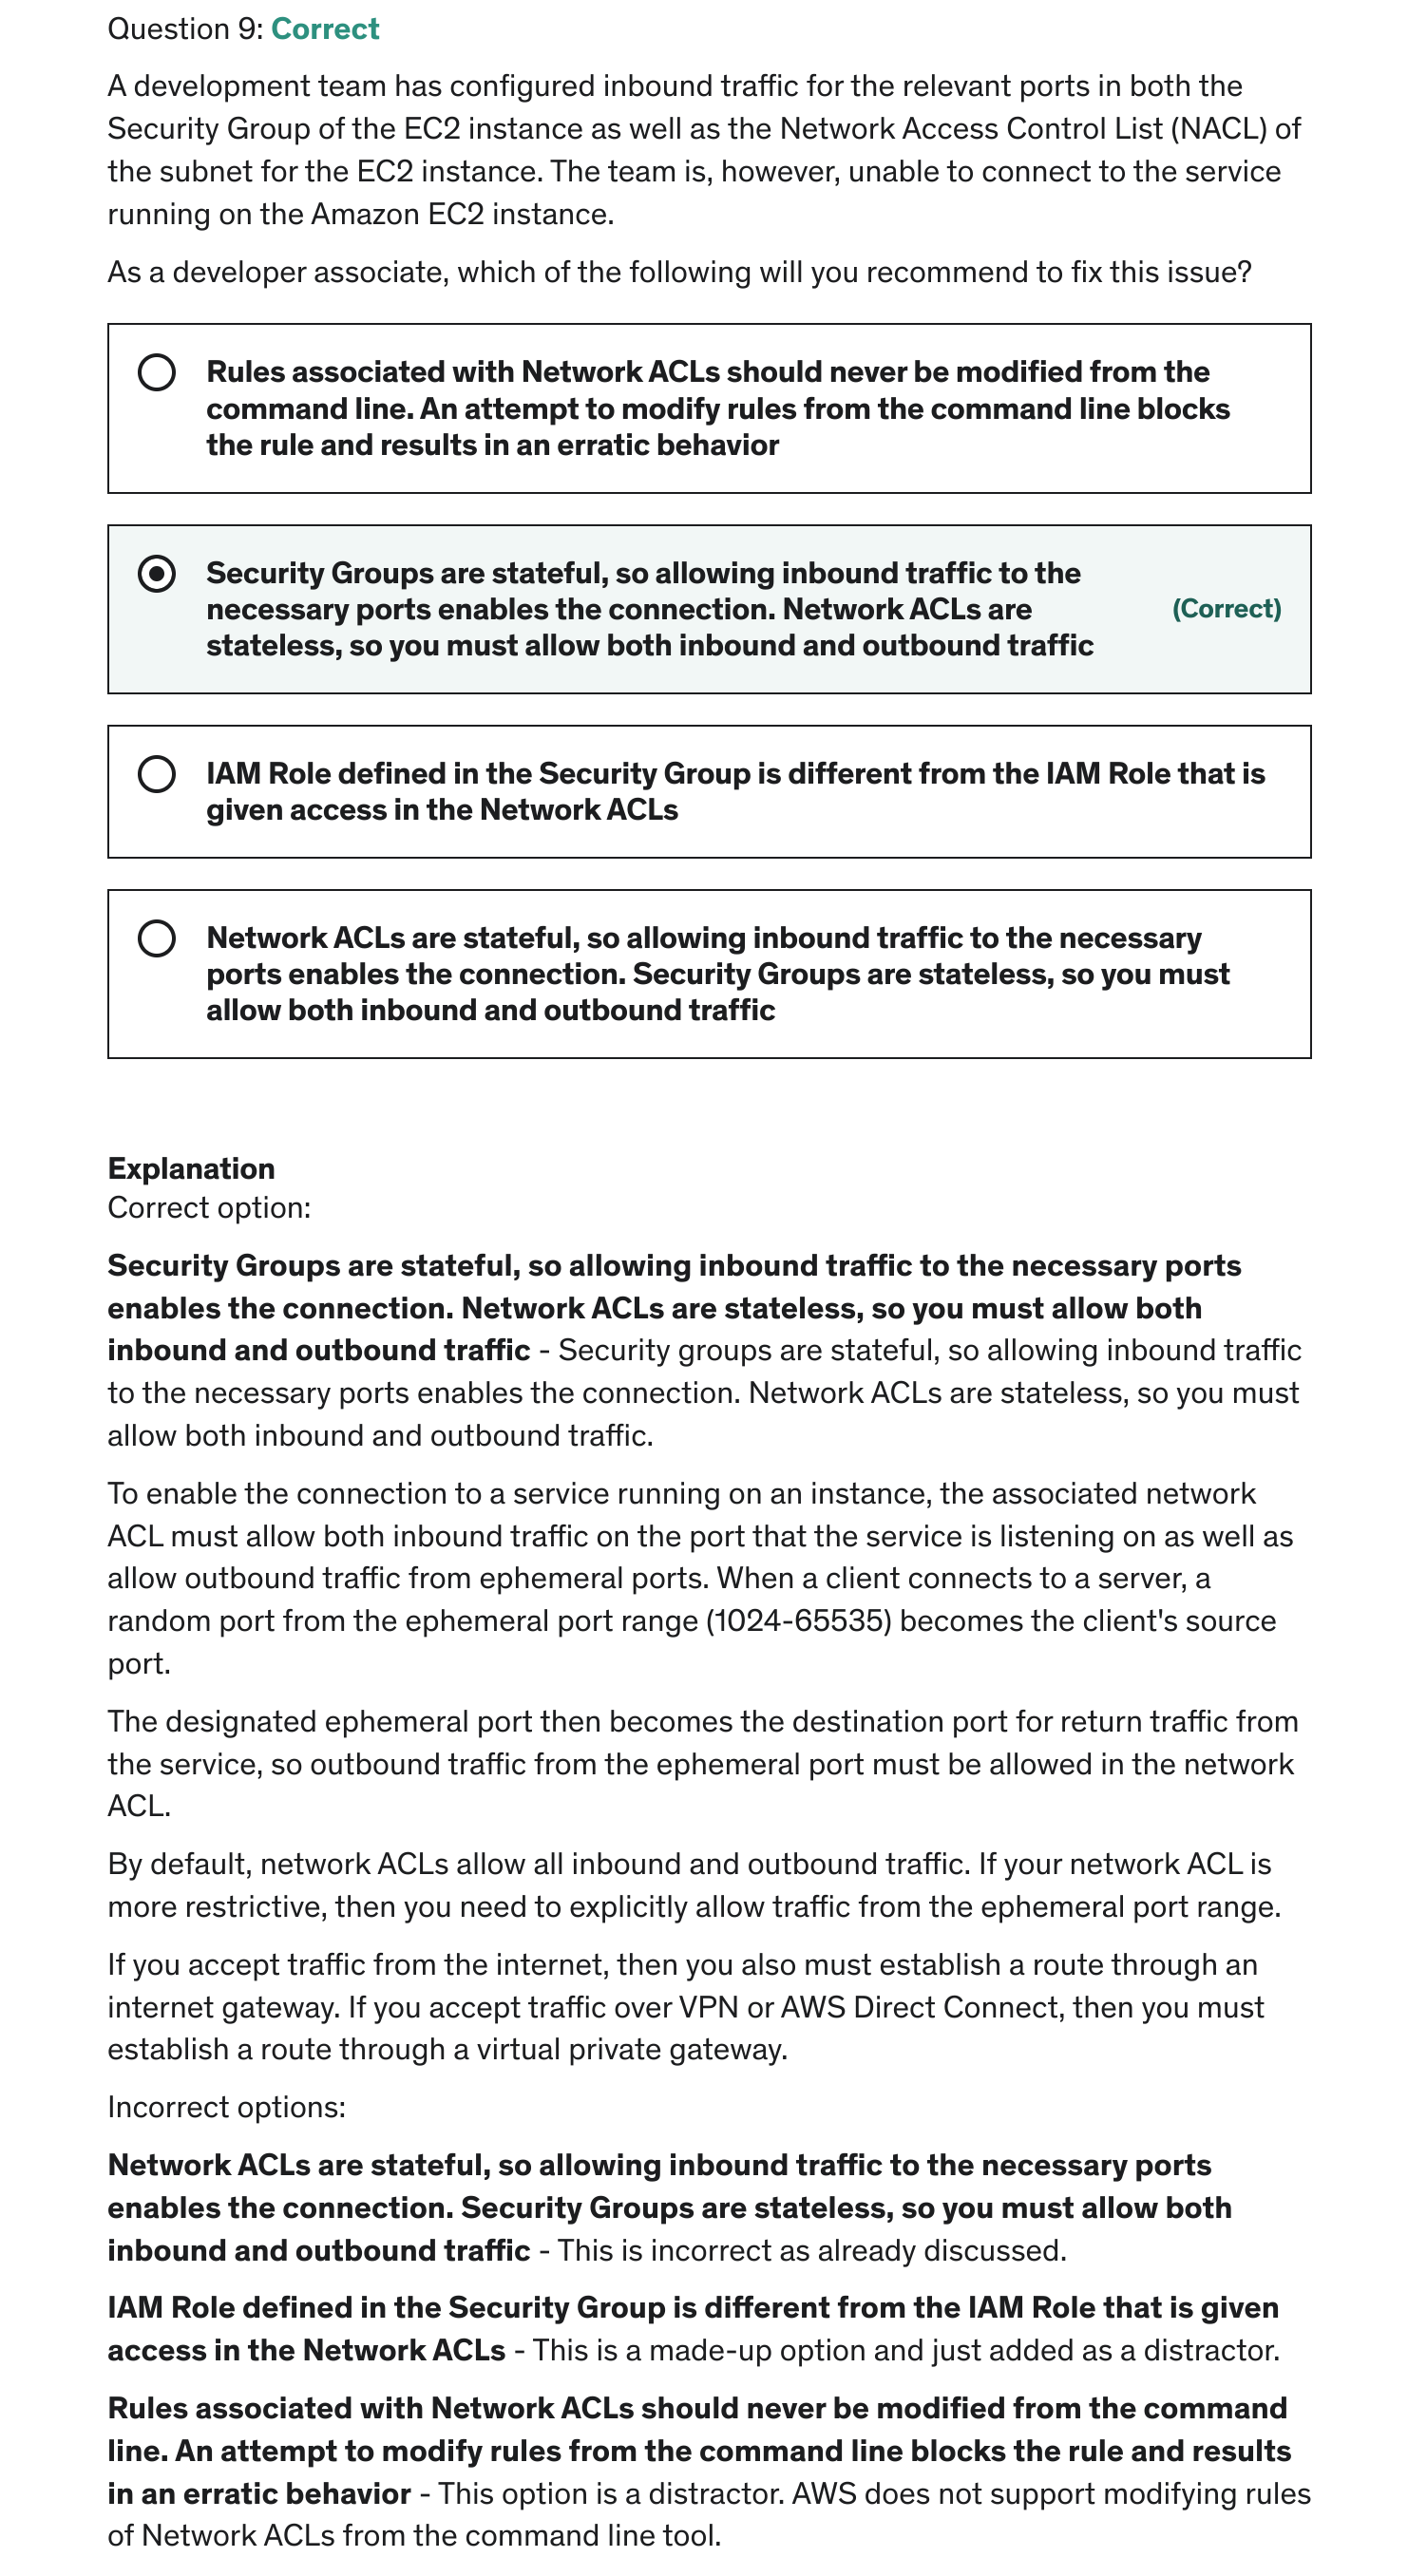 Question 9: Correct
A development team has configured inbound traffic for the relevant ports in both the
Security Group of the EC2 instance as well as the Network Access Control List (NACL) of
the subnet for the EC2 instance. The team is, however, unable to connect to the service
running on the Amazon EC2 instance.
As a developer associate, which of the following will you recommend to fix this issue?
Rules associated with Network ACLs should never be modified from the
command line. An attempt to modify rules from the command line blocks
the rule and results in an erratic behavior
Security Groups are stateful, so allowing inbound traffic to the
necessary ports enables the connection. Network ACLs are
stateless, so you must allow both inbound and outbound traffic
(Correct)
IAM Role defined in the Security Group is different from the IAM Role that is
given access in the Network ACLs
Network ACLs are stateful, so allowing inbound traffic to the necessary
ports enables the connection. Security Groups are stateless, so you must
allow both inbound and outbound traffic
Explanation
Correct option:
Security Groups are stateful, so allowing inbound traffic to the necessary ports
enables the connection. Network ACLs are stateless, so you must allow both
inbound and outbound traffic - Security groups are stateful, so allowing inbound traffic
to the necessary ports enables the connection. Network ACLs are stateless, so you must
allow both inbound and outbound traffic.
To enable the connection to a service running on an instance, the associated network
ACL must allow both inbound traffic on the port that the service is listening on as well as
allow outbound traffic from ephemeral ports. When a client connects to a server, a
random port from the ephemeral port range (1024-65535) becomes the client's source
port.
The designated ephemeral port then becomes the destination port for return traffic from
the service, so outbound traffic from the ephemeral port must be allowed in the network
ACL.
By default, network ACLs allow all inbound and outbound traffic. If your network ACL is
more restrictive, then you need to explicitly allow traffic from the ephemeral port range.
If you accept traffic from the internet, then you also must establish a route through an
internet gateway. If you accept traffic over VPN or AWS Direct Connect, then you must
establish a route through a virtual private gateway.
Incorrect options:
Network ACLs are stateful, so allowing inbound traffic to the necessary ports
enables the connection. Security Groups are stateless, so you must allow both
inbound and outbound traffic - This is incorrect as already discussed.
IAM Role defined in the Security Group is different from the IAM Role that is given
access in the Network ACLs - This is a made-up option and just added as a distractor.
Rules associated with Network ACLs should never be modified from the command
line. An attempt to modify rules from the command line blocks the rule and results
in an erratic behavior - This option is a distractor. AWS does not support modifying rules
of Network ACLs from the command line tool.